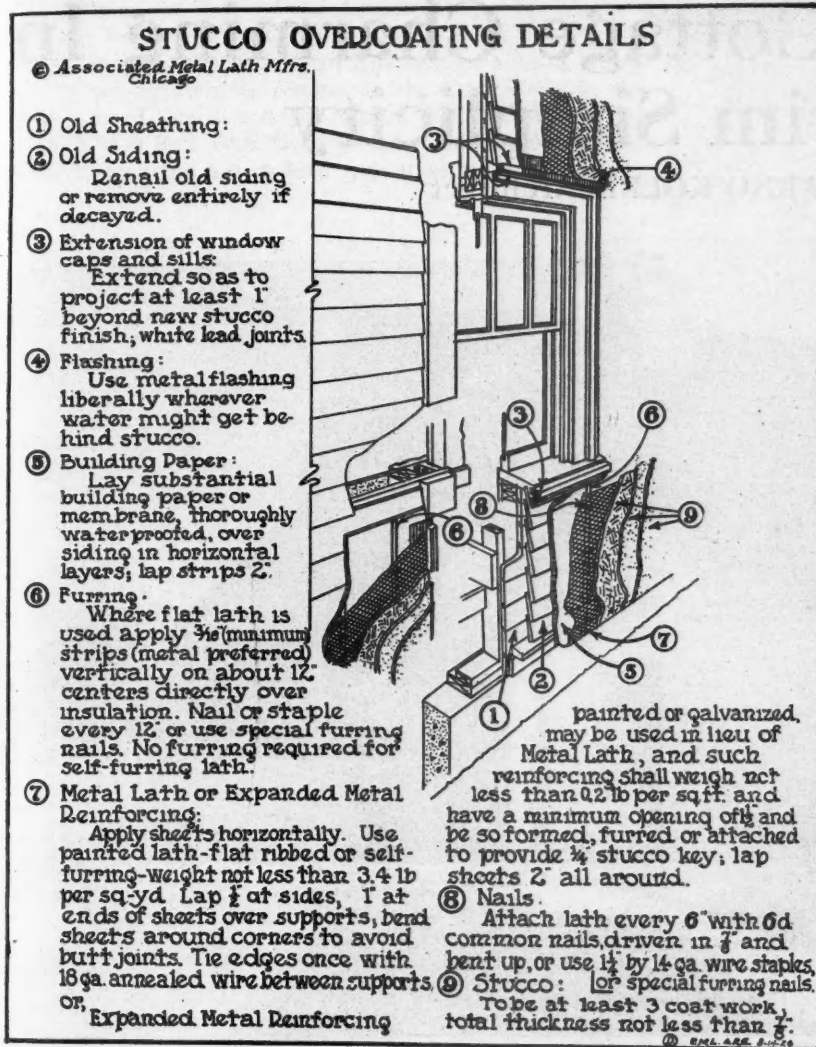 STUCCO OVERCOATING DETAILS
© Associated Metal Lath Mfrs.
Chicago
① Old Sheathing:
② Old Siding:
Renail old siding
or remove entirely if
decayed.
③ Extension of window
caps and sills:
Extend so as to
project at least 1"
beyond new stucco
finish; white lead joints.
④ Flashing:
Use metal flashing
liberally wherever
water might get be-
hind stucco.
⑤ Building Paper:
Lay substantial
building paper or
membrane, thoroughly
waterproofed, over
siding in horizontal
layers; lap strips 2".
⑥ Furring.
Where flat lath is
used apply 3/16" (minimum)
strips (metal preferred)
vertically on about 12"
centers directly over
insulation. Nail or staple
every 12" or use special furring
nails. No furring required for
self-furring lath.
⑦ Metal Lath or Expanded Metal
Reinforcing:
Apply sheets horizontally. Use
painted lath-flat ribbed or self-
furring-weight not less than 3.4 lb
per sq-yd Lap ½" at sides, 1" at
ends of sheets over supports, bend
sheets around corners to avoid
butt joints. Tie edges once with
18 ga. annealed wire between supports
or,
Expanded Metal Reinforcing
painted or galvanized,
may be used in lieu of
Metal Lath, and such
reinforcing shall weigh not
less than 0.2 lb per sq.ft. and
have a minimum opening of and
be so formed, furred or attached
to provide ¼" stucco key; lap
sheets 2" all around.
⑧ Nails.
Attach lath every 6" with 6d
common nails, driven in ⅞" and
bent up, or use by 14 ga. wire staples,
or special furring nails.
⑨ Stucco:
To be at least 3 coat work,
total thickness not less than ⅞".
③
④
③
⑥
⑧
⑥
⑨
⑦
⑤
②
①